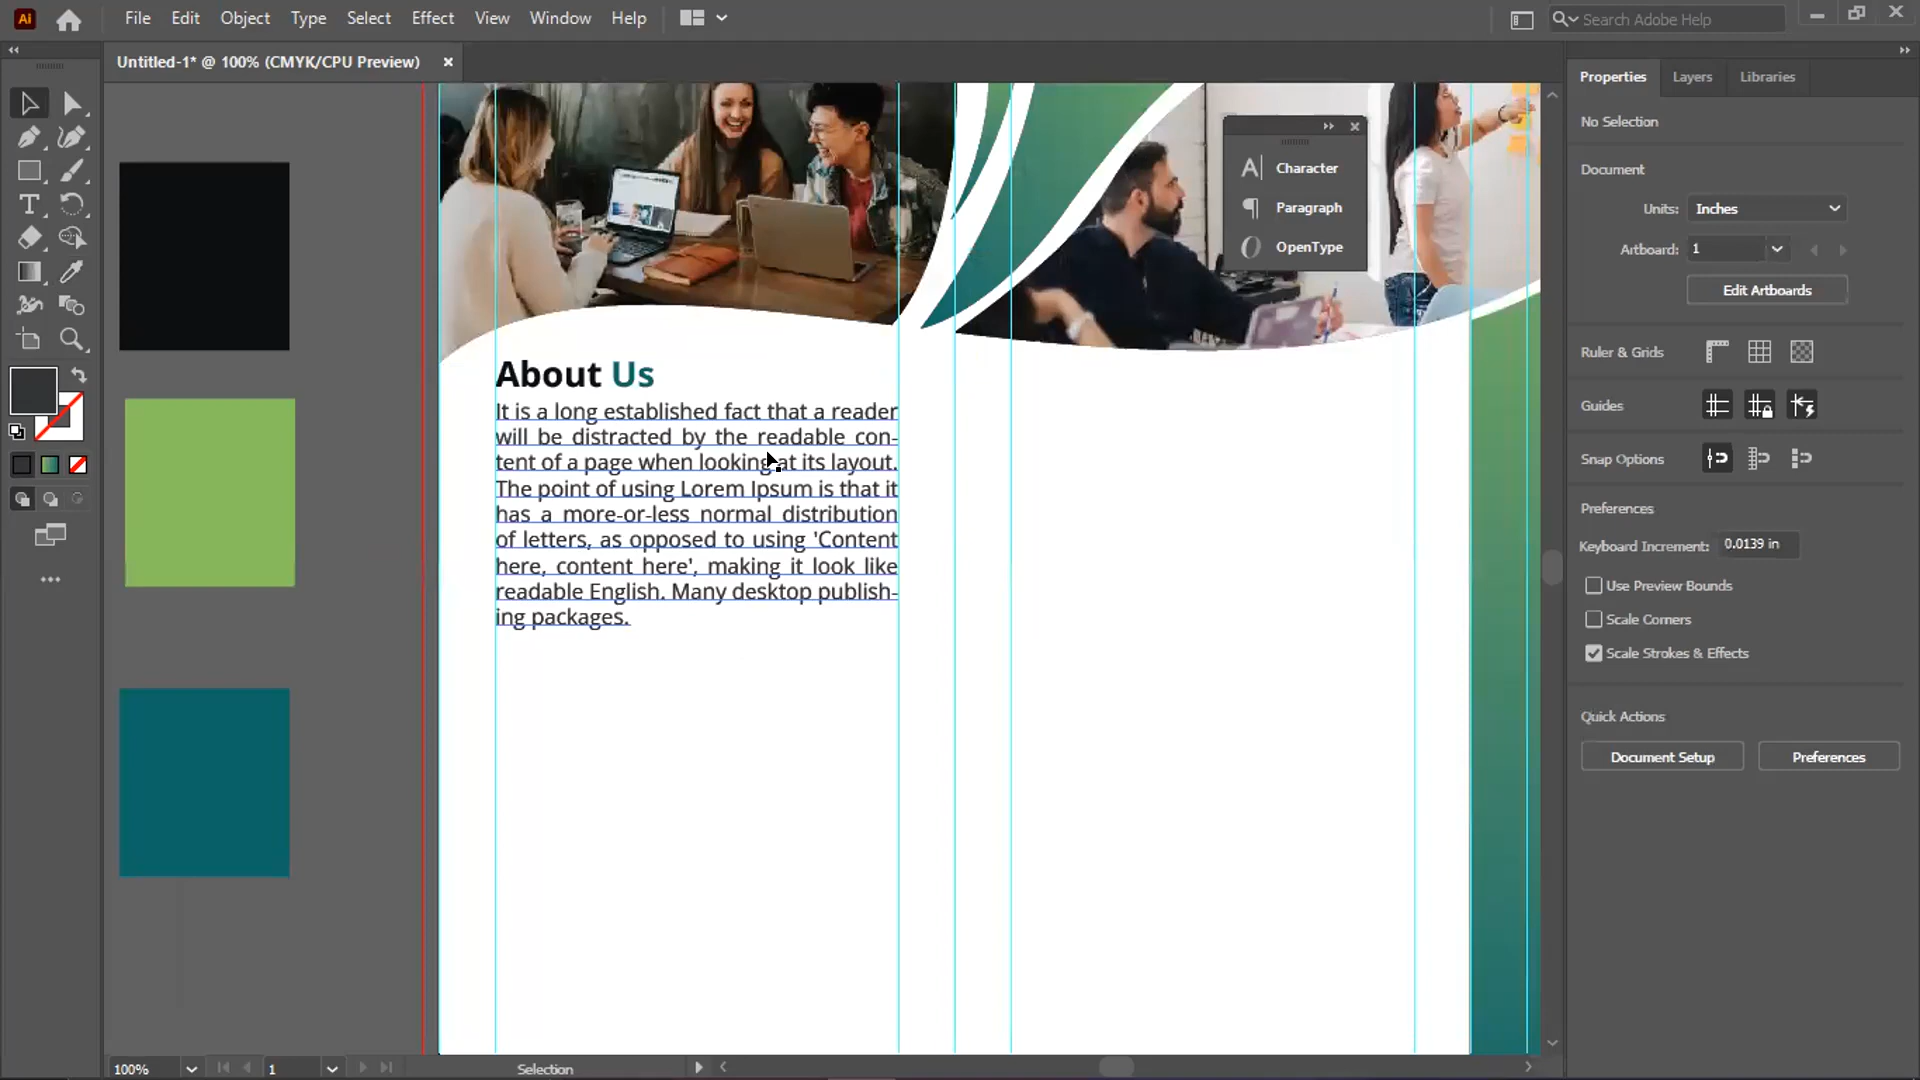 Ai
File Edit Object Type Select Effect View Window Help
Search Adobe Help
Untitled-1* @ 100% (CMYK/CPU Preview)
Properties Layers Libraries
No Selection
Document
Units: Inches
Artboard: 1
Edit Artboards
Ruler & Grids
Guides
Snap Options
Preferences
Keyboard Increment: 0.0139 in
Use Preview Bounds
Scale Corners
Scale Strokes & Effects
Quick Actions
Document Setup Preferences
Character
Paragraph
OpenType
About Us
It is a long established fact that a reader
will be distracted by the readable con-
tent of a page when looking at its layout.
The point of using Lorem Ipsum is that it
has a more-or-less normal distribution
of letters, as opposed to using 'Content
here, content here', making it look like
readable English. Many desktop publish-
ing packages.
100% 1 Selection